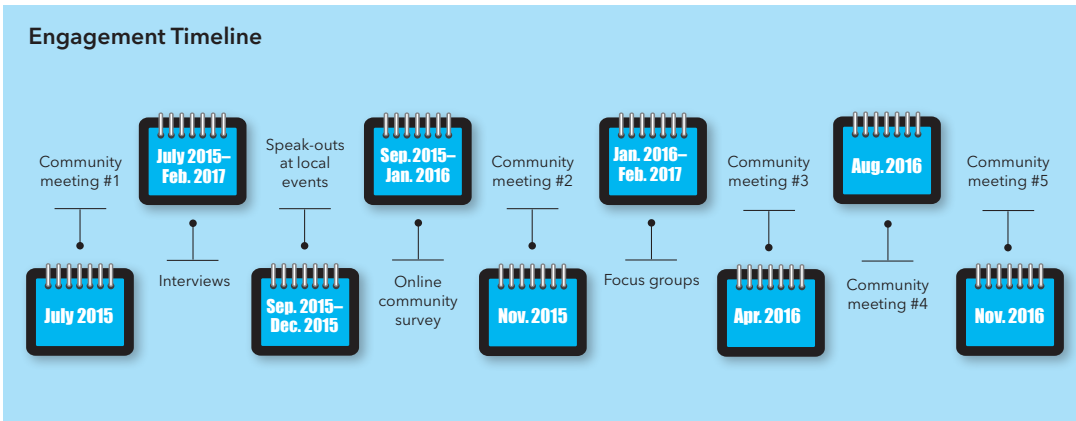 Engagement Timeline
Community
meeting #1
July 2015
July 2015–
Feb. 2017
Interviews
Speak-outs
at local
events
Sep. 2015–
Dec. 2015
Sep. 2015–
Jan. 2016
Online
community
survey
Community
meeting #2
Nov. 2015
Jan. 2016–
Feb. 2017
Focus groups
Community
meeting #3
Apr. 2016
Aug. 2016
Community
meeting #4
Community
meeting #5
Nov. 2016